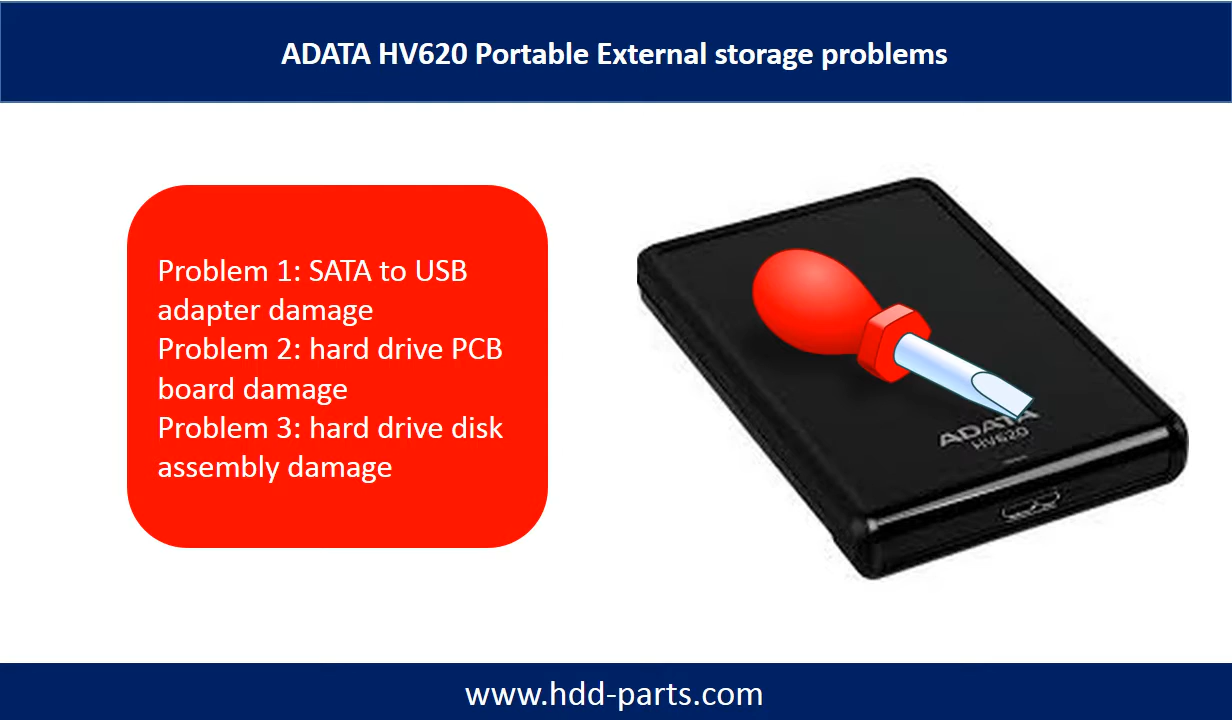 ADATA HV620 Portable External storage problems
Problem 1: SATA to USB
adapter damage
Problem 2: hard drive PCB
board damage
Problem 3: hard drive disk
assembly damage
ADATA
HV620
www.hdd-parts.com